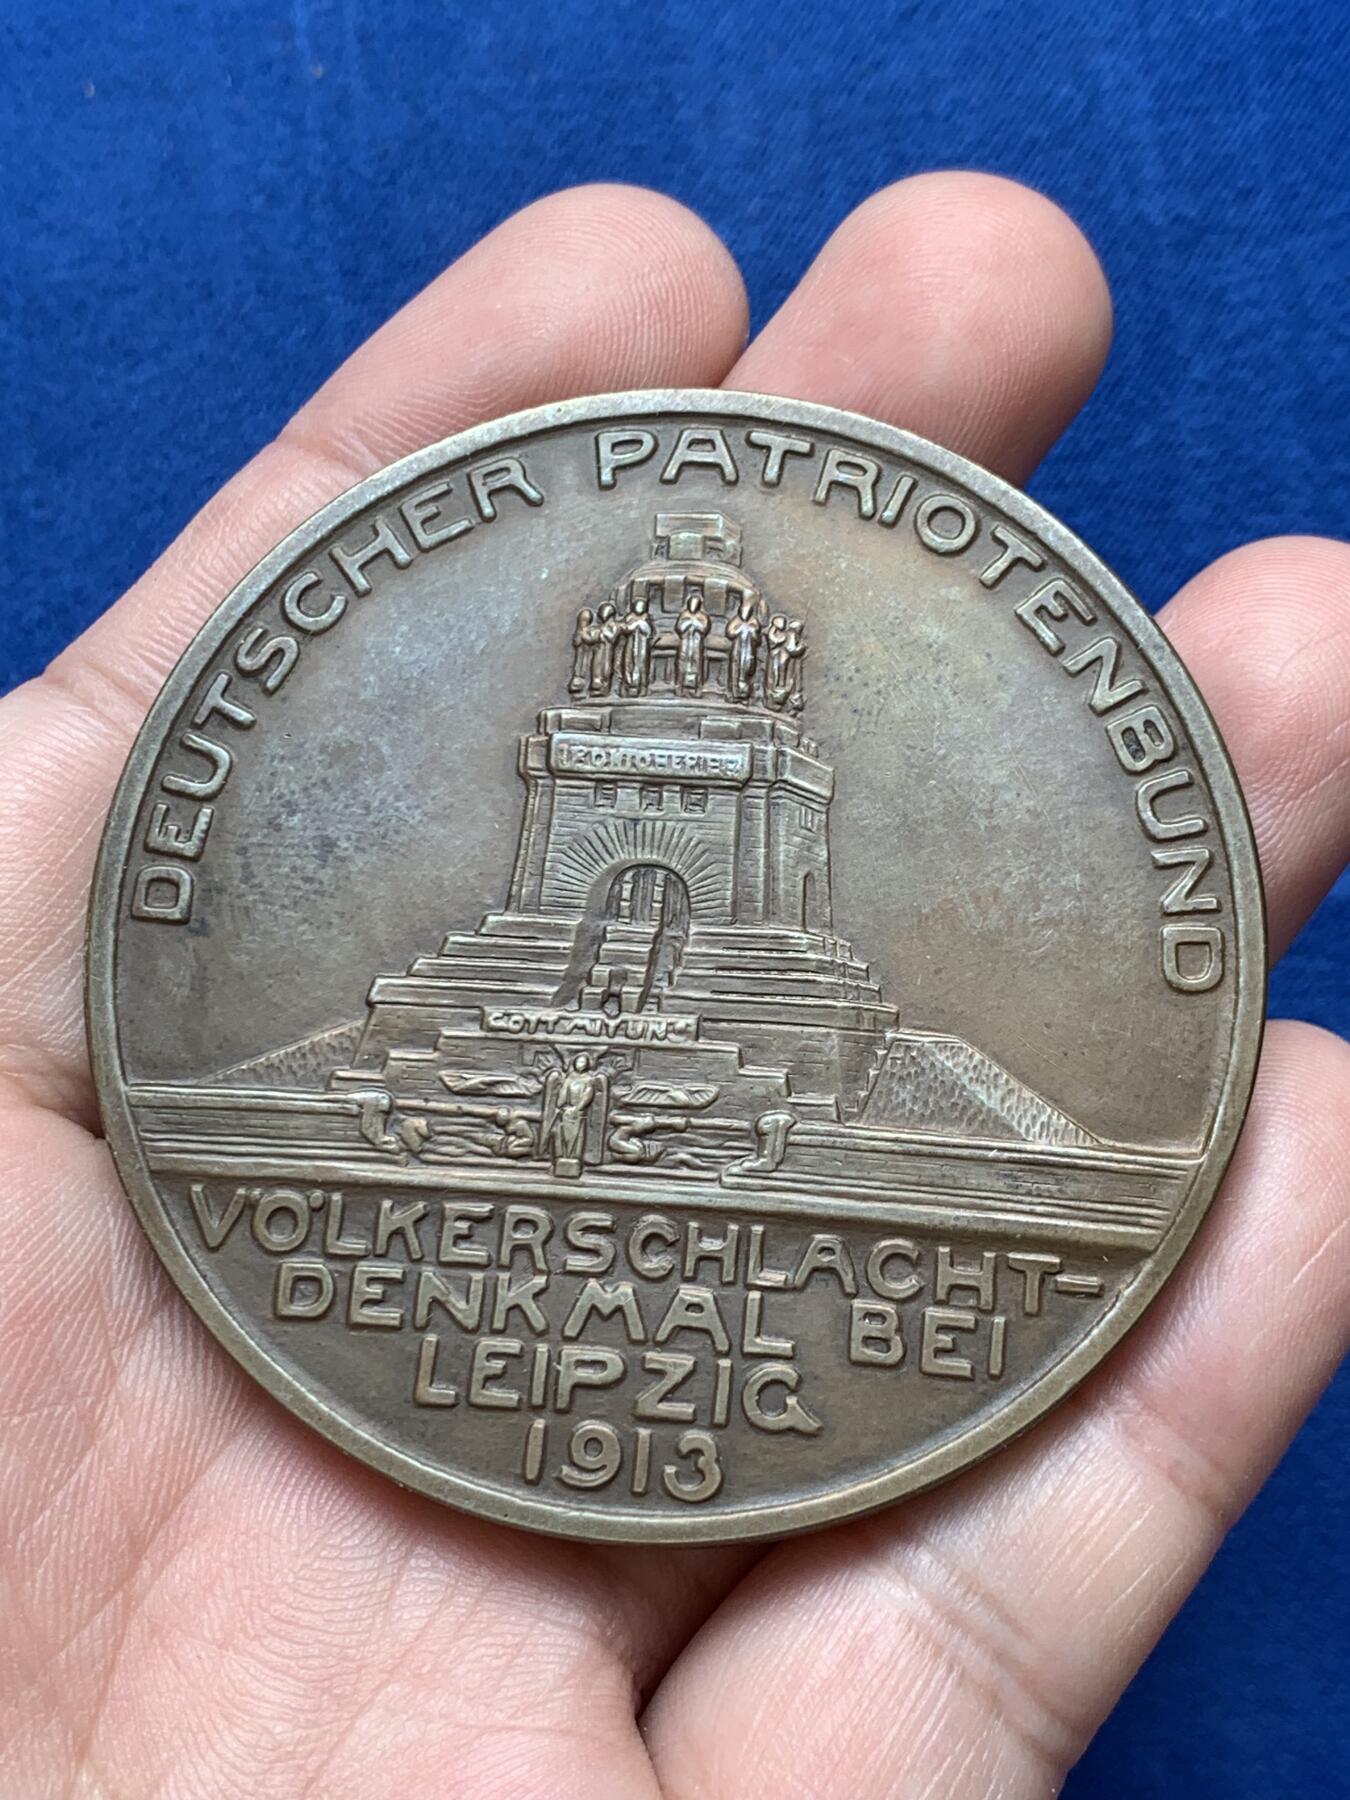 DEUTSCHER PATRIOTENBUND
GOTT MIT UNS
VÖLKERSCHLACHT-
DENKMAL BEI
LEIPZIG
1913